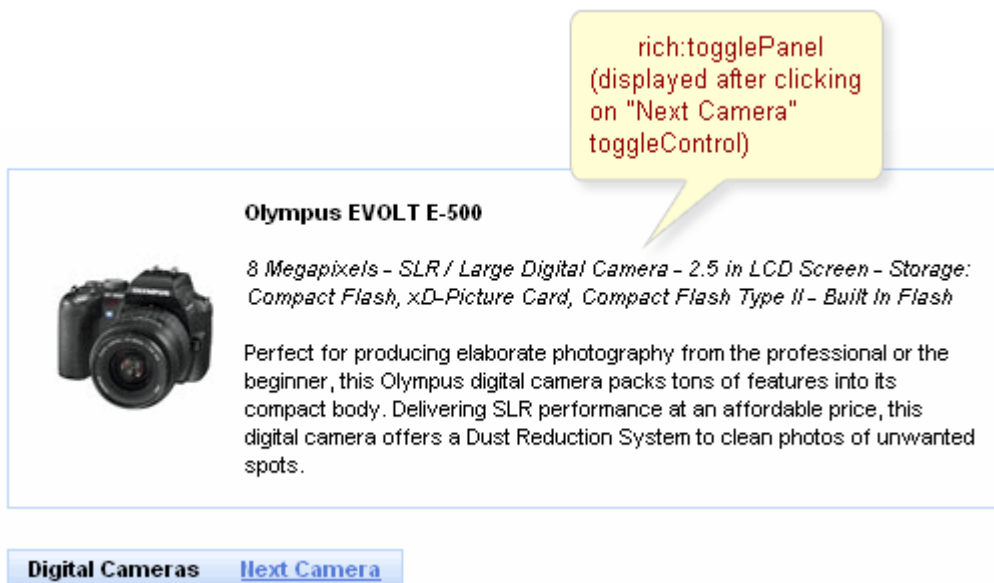 rich:togglePanel
(displayed after clicking
on "Next Camera"
toggleControl)
Olympus EVOLT E-500
8 Megapixels - SLR / Large Digital Camera - 2.5 in LCD Screen - Storage:
Compact Flash, xD-Picture Card, Compact Flash Type II - Built In Flash
Perfect for producing elaborate photography from the professional or the
beginner, this Olympus digital camera packs tons of features into its
compact body. Delivering SLR performance at an affordable price, this
digital camera offers a Dust Reduction System to clean photos of unwanted
spots.
Digital Cameras Next Camera